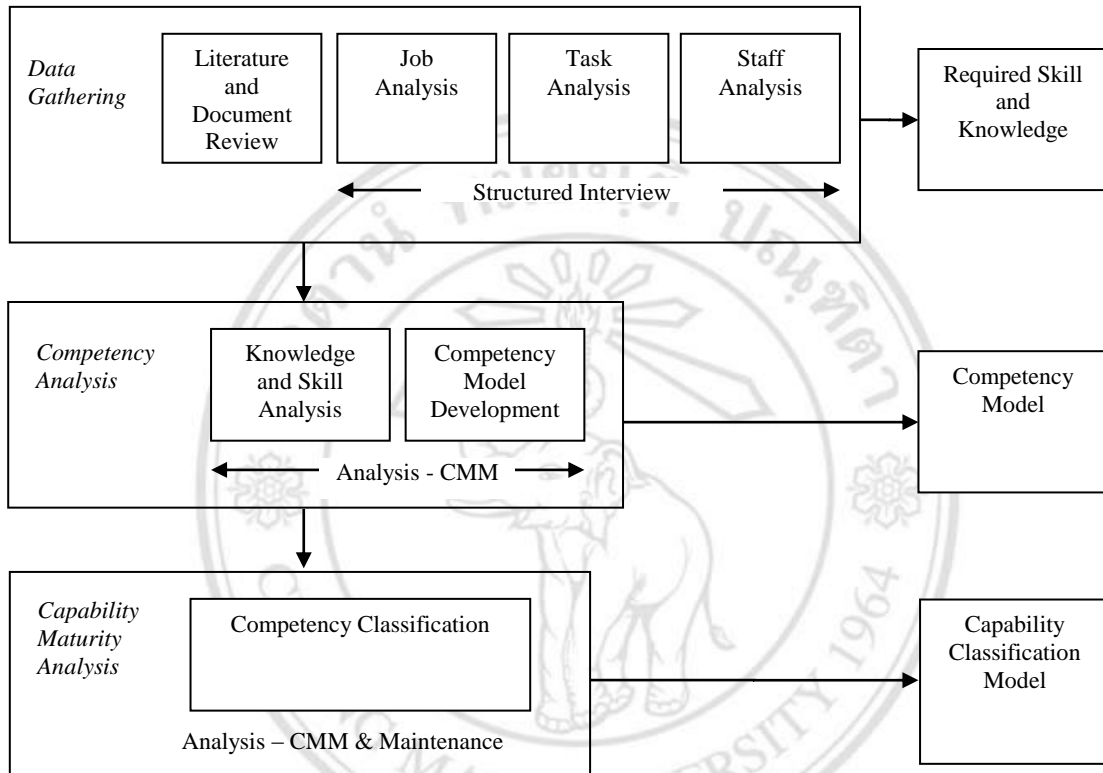 Data
Gathering
Literature
and
Document
Review
Job
Analysis
Task
Analysis
Staff
Analysis
Structured Interview
Required Skill
and
Knowledge
Competency
Analysis
Knowledge
and Skill
Analysis
Competency
Model
Development
Analysis - CMM
Competency
Model
Capability
Maturity
Analysis
Competency Classification
Analysis – CMM & Maintenance
Capability
Classification
Model
1964